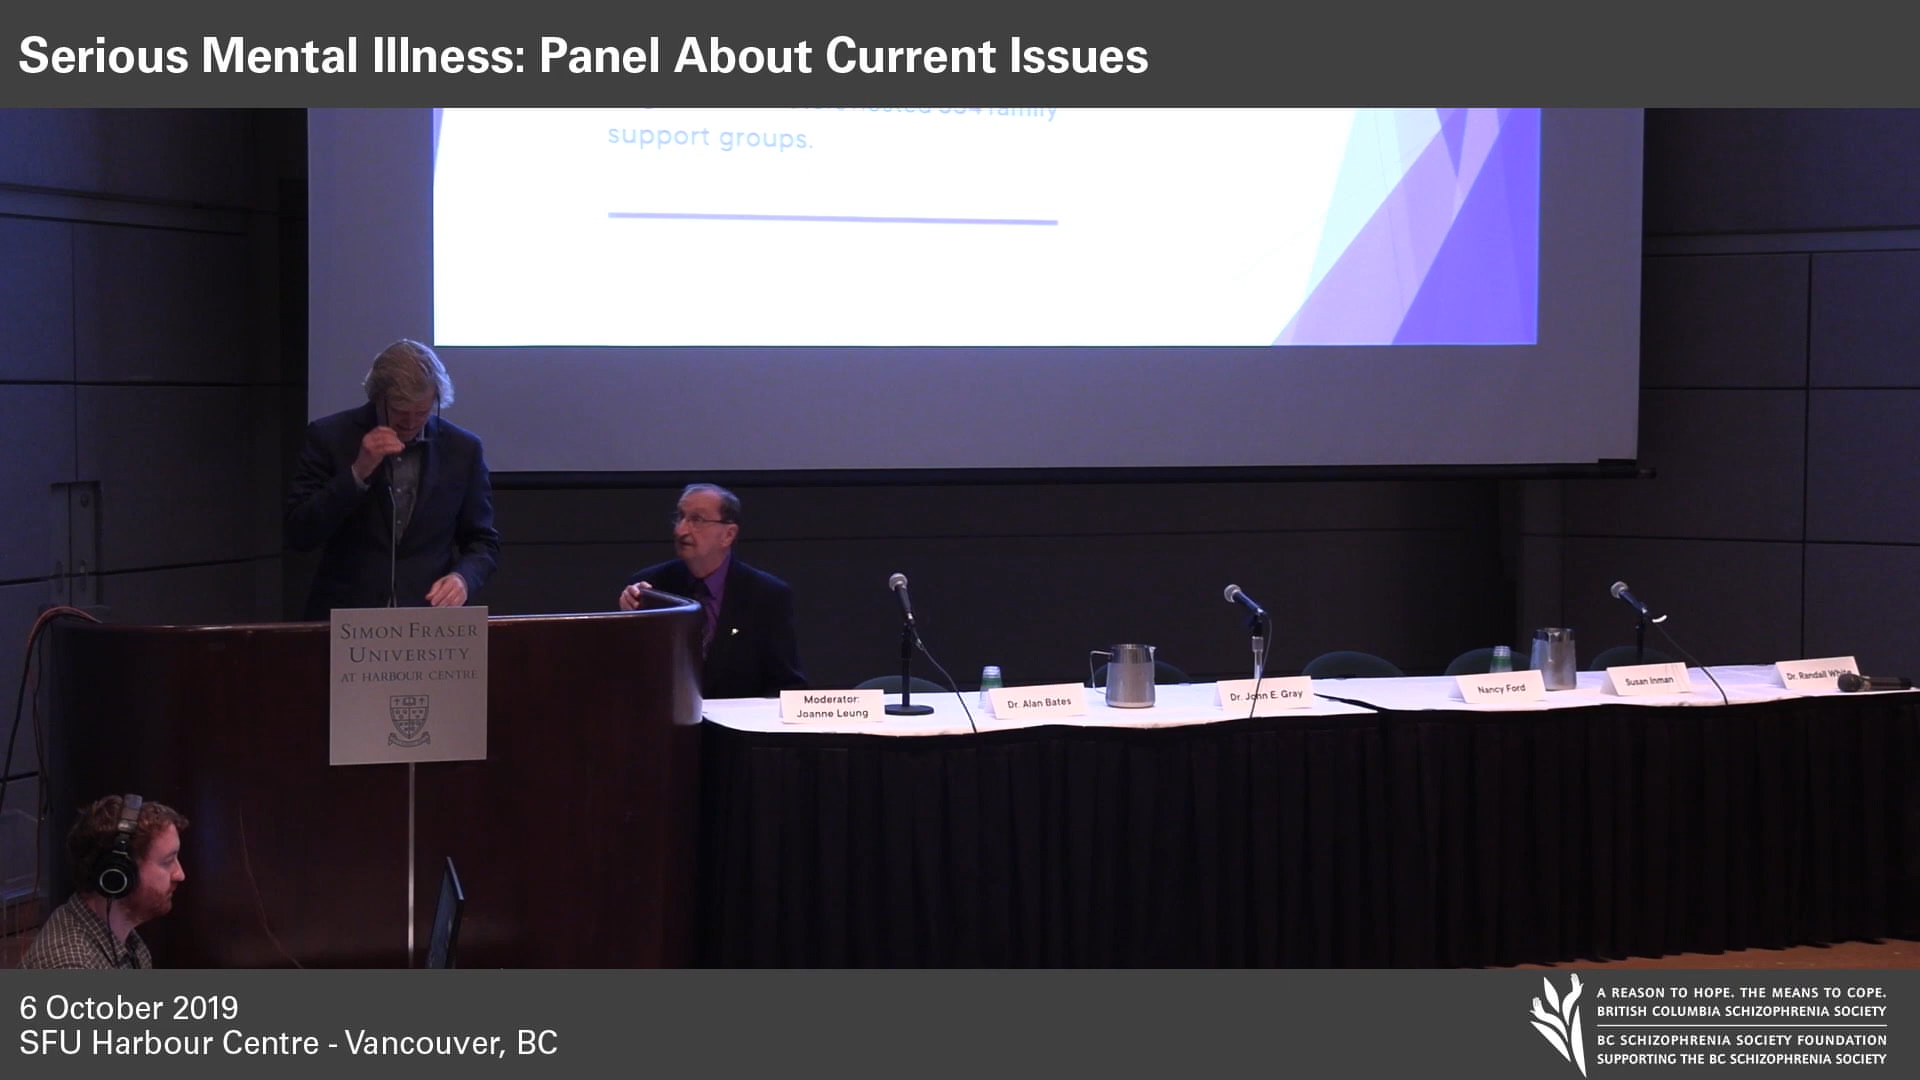 Serious Mental Illness: Panel About Current Issues
family
support groups.
SIMON FRASER
UNIVERSITY
AT HARBOUR CENTRE
Moderator:
Joanne Leung
Dr. Alan Bates
Dr. John E. Gray
Nancy Ford
Susan Inman
Dr. Randall White
6 October 2019
SFU Harbour Centre - Vancouver, BC
A REASON TO HOPE. THE MEANS TO COPE.
BRITISH COLUMBIA SCHIZOPHRENIA SOCIETY
BC SCHIZOPHRENIA SOCIETY FOUNDATION
SUPPORTING THE BC SCHIZOPHRENIA SOCIETY